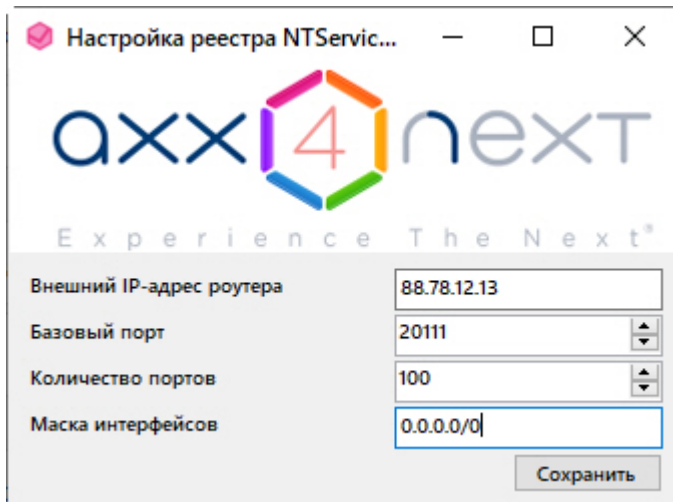 Настройка реестра NTServic...
axx4next
Experience The Next®
Внешний IP-адрес роутера 88.78.12.13
Базовый порт 20111
Количество портов 100
Маска интерфейсов 0.0.0.0/0
Сохранить